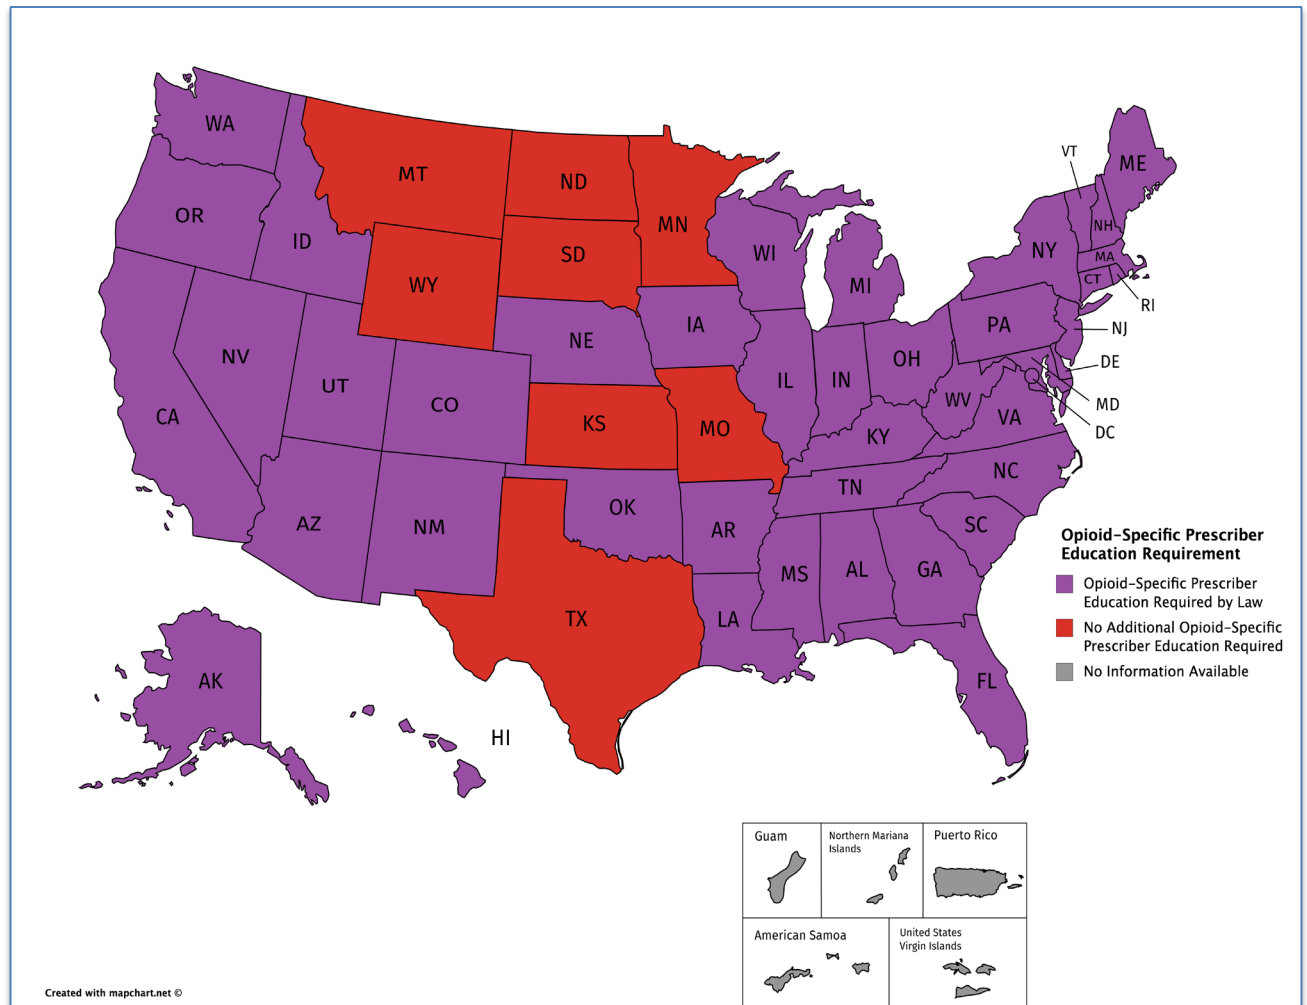 WA
MT
ND
MN
VT
ME
OR
ID
SD
WI
NY
NH
MA
CT
RI
WY
MI
NE
IA
PA
NJ
NV
UT
CO
IL
IN
OH
DE
WV
MD
VA
DC
CA
KS
MO
KY
NC
TN
AZ
NM
OK
AR
SC
MS
AL
GA
TX
LA
FL
AK
HI
Opioid-Specific Prescriber
Education Requirement
Opioid-Specific Prescriber
Education Required by Law
No Additional Opioid-Specific
Prescriber Education Required
No Information Available
Guam
Northern Mariana
Islands
Puerto Rico
American Samoa
United States
Virgin Islands
Created with mapchart.net ©